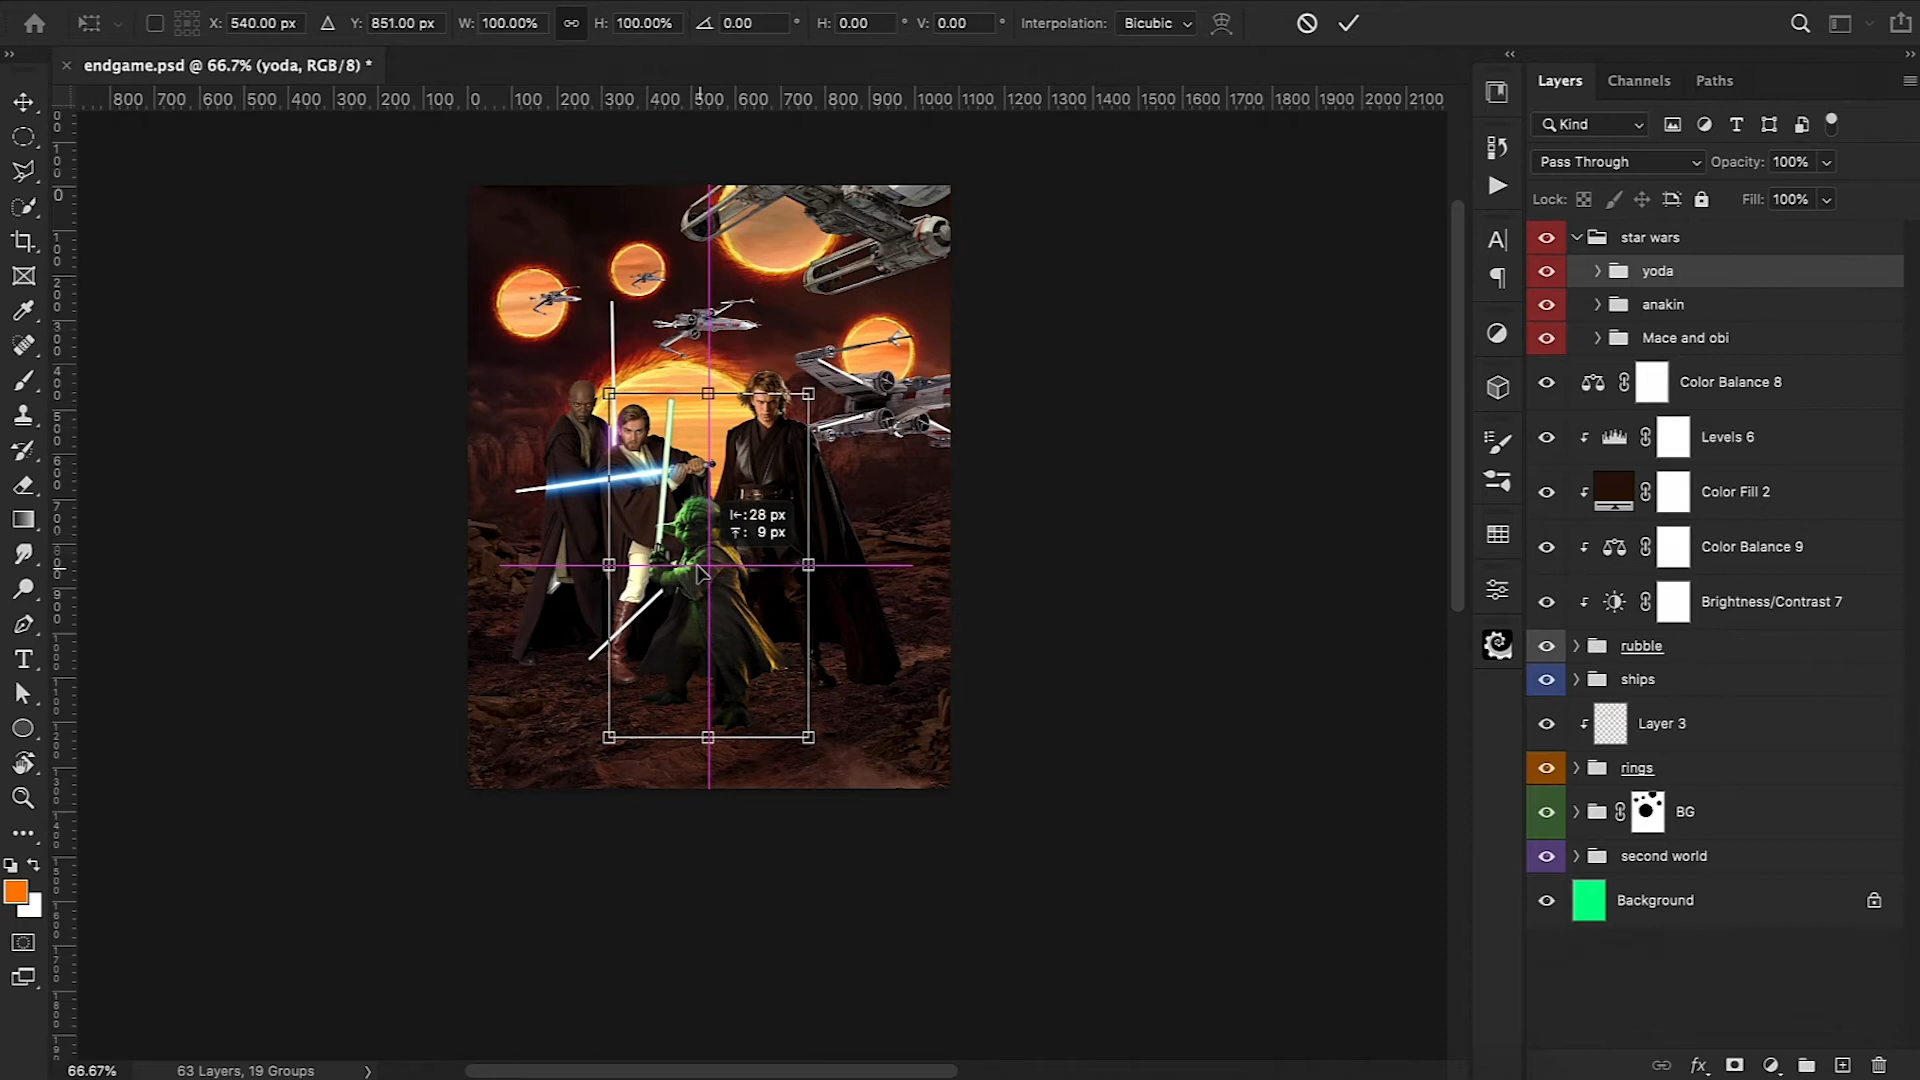 X: 540.00 px Y: 851.00 px W: 100.00% H: 100.00% 0.00 ° H: 0.00 ° V: 0.00 ° Interpolation: Bicubic
endgame.psd @ 66.7% (yoda, RGB/8) *
800 700 600 500 400 300 200 100 0 100 200 300 400 500 600 700 800 900 1000 1100 1200 1300 1400 1500 1600 1700 1800 1900 2000 2100
Layers Channels Paths
Kind
Pass Through Opacity: 100%
Lock: Fill: 100%
star wars
yoda
anakin
Mace and obi
Color Balance 8
Levels 6
Color Fill 2
28 px
9 px
Color Balance 9
Brightness/Contrast 7
rubble
ships
Layer 3
rings
BG
second world
Background
66.67% 63 Layers, 19 Groups